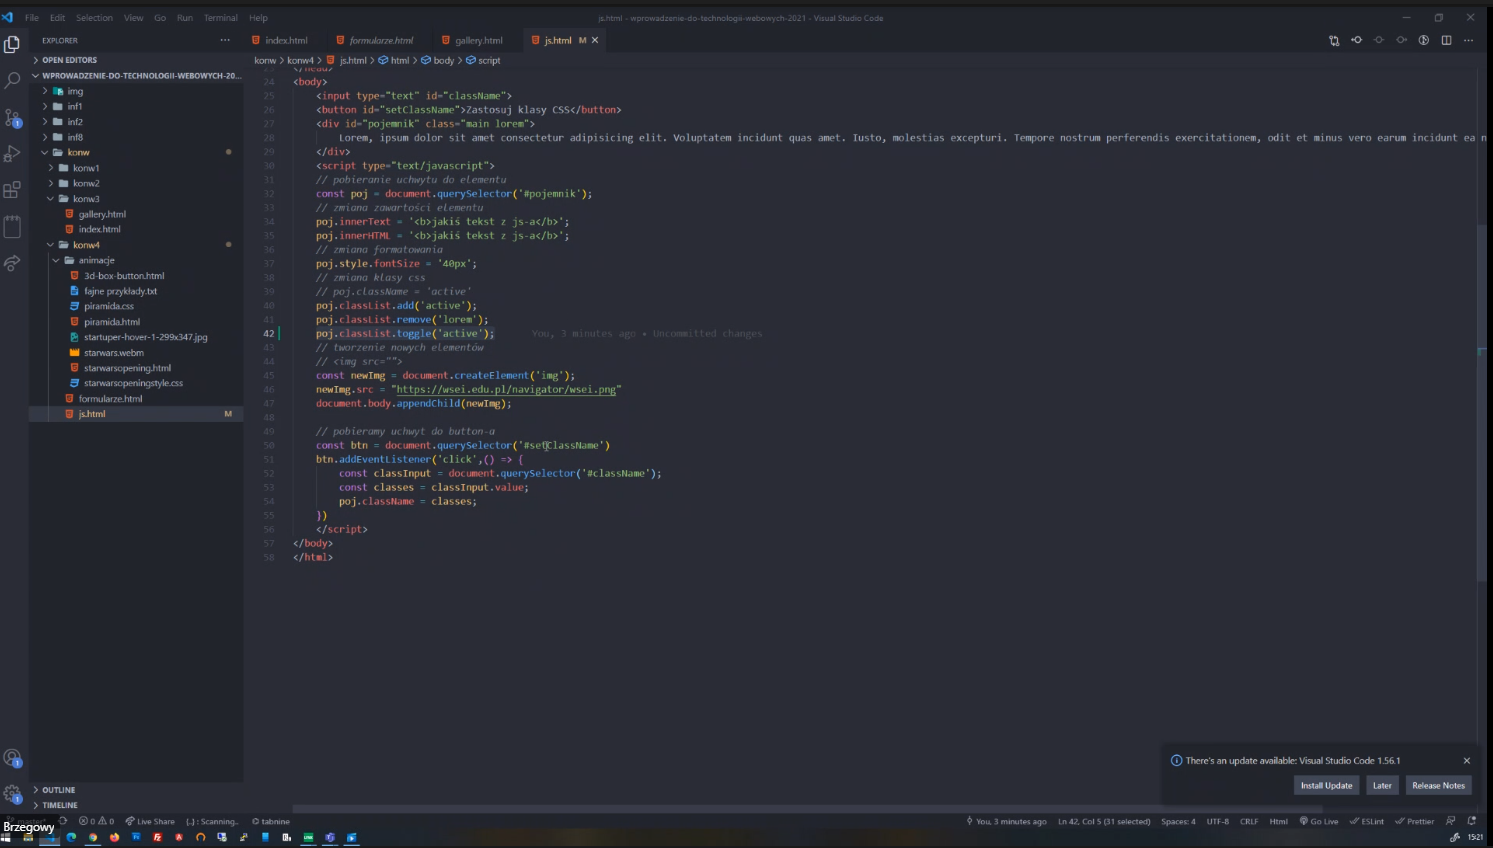 File Edit Selection View Go Run Terminal Help
js.html - wprowadzenie-do-technologii-webowych-2021 - Visual Studio Code
EXPLORER
index.html
formularze.html
gallery.html
js.html M
OPEN EDITORS
WPROWADZENIE-DO-TECHNOLOGII-WEBOWYCH-20...
img
inf1
inf2
inf8
konw
konw1
konw2
konw3
gallery.html
index.html
konw4
animacje
3d-box-button.html
fajne przykłady.txt
piramida.css
piramida.html
startuper-hover-1-299x347.jpg
starwars.webm
starwarsopening.html
starwarsopeningstyle.css
formularze.html
js.html M
OUTLINE
TIMELINE
konw > konw4 > js.html > html > body > script
23 </head>
24 <body>
25 <input type="text" id="className">
26 <button id="setClassName">Zastosuj klasy CSS</button>
27 <div id="pojemnik" class="main lorem">
28 Lorem, ipsum dolor sit amet consectetur adipisicing elit. Voluptatem incidunt quas amet. Iusto, molestias excepturi. Tempore nostrum perferendis exercitationem, odit et minus vero earum incidunt ea n
29 </div>
30 <script type="text/javascript">
31 // pobieranie uchwytu do elementu
32 const poj = document.querySelector('#pojemnik');
33 // zmiana zawartości elementu
34 poj.innerText = '<b>jakiś tekst z js-a</b>';
35 poj.innerHTML = '<b>jakiś tekst z js-a</b>';
36 // zmiana formatowania
37 poj.style.fontSize = '40px';
38 // zmiana klasy css
39 // poj.className = 'active'
40 poj.classList.add('active');
41 poj.classList.remove('lorem');
42 poj.classList.toggle('active'); You, 3 minutes ago • Uncommitted changes
43 // tworzenie nowych elementów
44 // <img src="">
45 const newImg = document.createElement('img');
46 newImg.src = "https://wsei.edu.pl/navigator/wsei.png"
47 document.body.appendChild(newImg);
48
49 // pobieramy uchwyt do button-a
50 const btn = document.querySelector('#setClassName')
51 btn.addEventListener('click',() => {
52 const classInput = document.querySelector('#className');
53 const classes = classInput.value;
54 poj.className = classes;
55 })
56 </script>
57 </body>
58 </html>
There's an update available: Visual Studio Code 1.56.1
Install Update Later Release Notes
master* 0 0 Live Share {..}: Scanning.. tabnine
You, 3 minutes ago Ln 42, Col 5 (31 selected) Spaces: 4 UTF-8 CRLF Html Go Live ESLint Prettier
Brzegowy
15:21